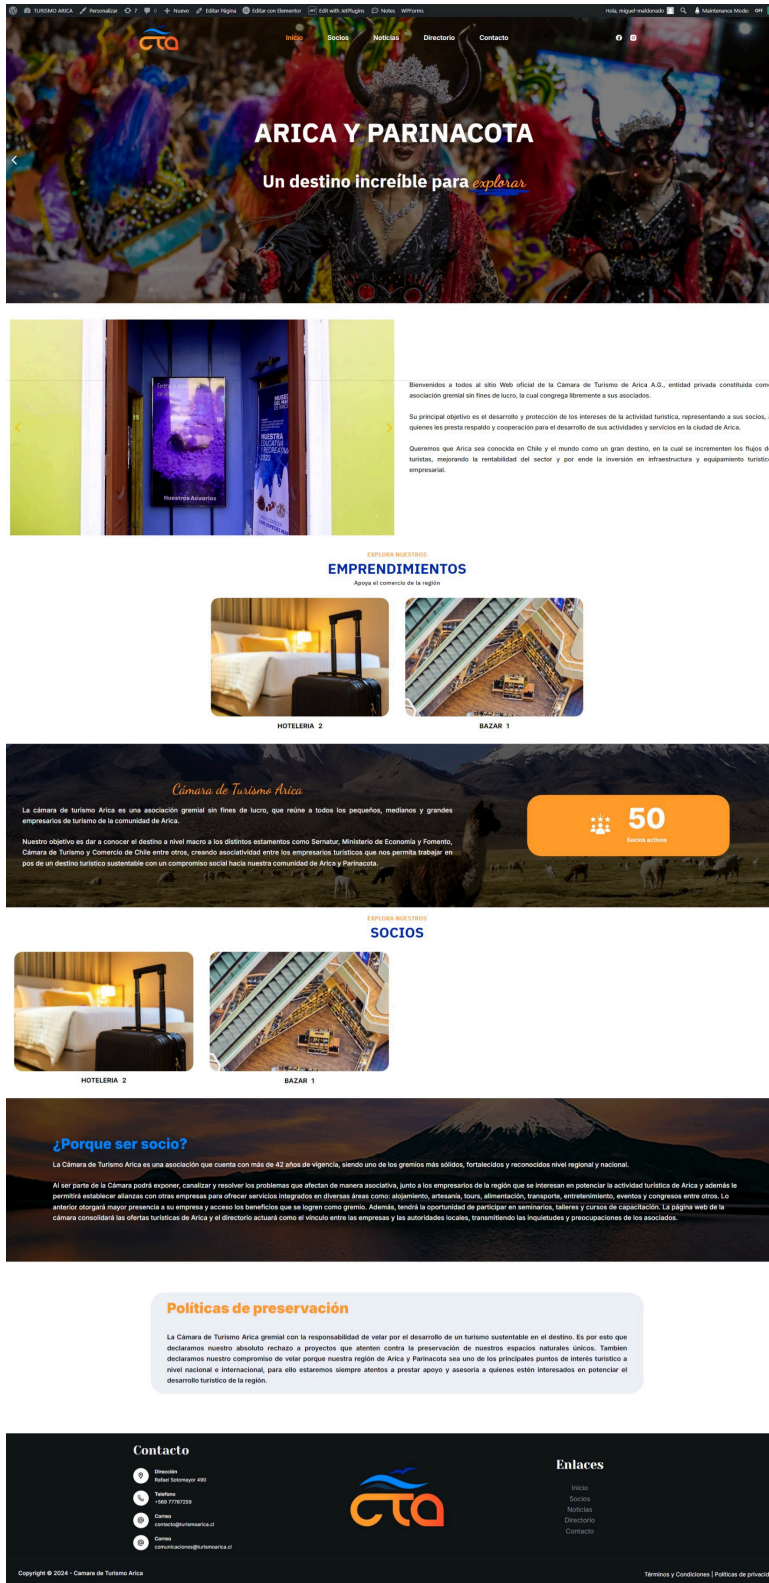 TURISMO ARICA Personalizar 7 0 Nuevo Editar Página Editar con Elementor Edit with JetPlugins Notes WPForms Hola, miguel-maldonado Maintenance Mode: OFF
cta Inicio Socios Noticias Directorio Contacto
ARICA Y PARINACOTA
Un destino increíble para explorar
MUSEO
DEL MAR
MUESTRA
EDUCATIVA
Y RECREATIVA
2023
Nuestros Acuarios
Bienvenidos a todos al sitio Web oficial de la Cámara de Turismo de Arica A.G., entidad privada constituida como
asociación gremial sin fines de lucro, la cual congrega libremente a sus asociados.
Su principal objetivo es el desarrollo y protección de los intereses de la actividad turística, representando a sus socios, a
quienes les presta respaldo y cooperación para el desarrollo de sus actividades y servicios en la ciudad de Arica.
Queremos que Arica sea conocida en Chile y el mundo como un gran destino, en la cual se incrementen los flujos de
turistas, mejorando la rentabilidad del sector y por ende la inversión en infraestructura y equipamiento turístico
empresarial.
EXPLORA NUESTROS
EMPRENDIMIENTOS
Apoya el comercio de la región
HOTELERIA 2
BAZAR 1
Cámara de Turismo Arica
La cámara de turismo Arica es una asociación gremial sin fines de lucro, que reúne a todos los pequeños, medianos y grandes
empresarios de turismo de la comunidad de Arica.
Nuestro objetivo es dar a conocer el destino a nivel macro a los distintos estamentos como Sernatur, Ministerio de Economía y Fomento,
Cámara de Turismo y Comercio de Chile entre otros, creando asociatividad entre los empresarios turísticos que nos permita trabajar en
pos de un destino turístico sustentable con un compromiso social hacia nuestra comunidad de Arica y Parinacota.
50
Socios activos
EXPLORA NUESTROS
SOCIOS
HOTELERIA 2
BAZAR 1
¿Porque ser socio?
La Cámara de Turismo Arica es una asociación que cuenta con más de 42 años de vigencia, siendo uno de los gremios más sólidos, fortalecidos y reconocidos nivel regional y nacional.
Al ser parte de la Cámara podrá exponer, canalizar y resolver los problemas que afectan de manera asociativa, junto a los empresarios de la región que se interesan en potenciar la actividad turística de Arica y además le
permitirá establecer alianzas con otras empresas para ofrecer servicios integrados en diversas áreas como: alojamiento, artesanía, tours, alimentación, transporte, entretenimiento, eventos y congresos entre otros. Lo
anterior otorgará mayor presencia a su empresa y acceso los beneficios que se logren como gremio. Además, tendrá la oportunidad de participar en seminarios, talleres y cursos de capacitación. La página web de la
cámara consolidará las ofertas turísticas de Arica y el directorio actuará como el vínculo entre las empresas y las autoridades locales, transmitiendo las inquietudes y preocupaciones de los asociados.
Políticas de preservación
La Cámara de Turismo Arica gremial con la responsabilidad de velar por el desarrollo de un turismo sustentable en el destino. Es por esto que
declaramos nuestro absoluto rechazo a proyectos que atenten contra la preservación de nuestros espacios naturales únicos. Tambien
declaramos nuestro compromiso de velar porque nuestra región de Arica y Parinacota sea uno de los principales puntos de interés turístico a
nivel nacional e internacional, para ello estaremos siempre atentos a prestar apoyo y asesoría a quienes estén interesados en potenciar el
desarrollo turístico de la región.
Contacto
Dirección
Rafael Sotomayor 490
Telefono
+569 77767259
Correo
contacto@turismoarica.cl
Correo
comunicaciones@turismoarica.cl
cta
Enlaces
Inicio
Socios
Noticias
Directorio
Contacto
Copyright © 2024 - Camara de Turismo Arica
Términos y Condiciones | Políticas de privacid